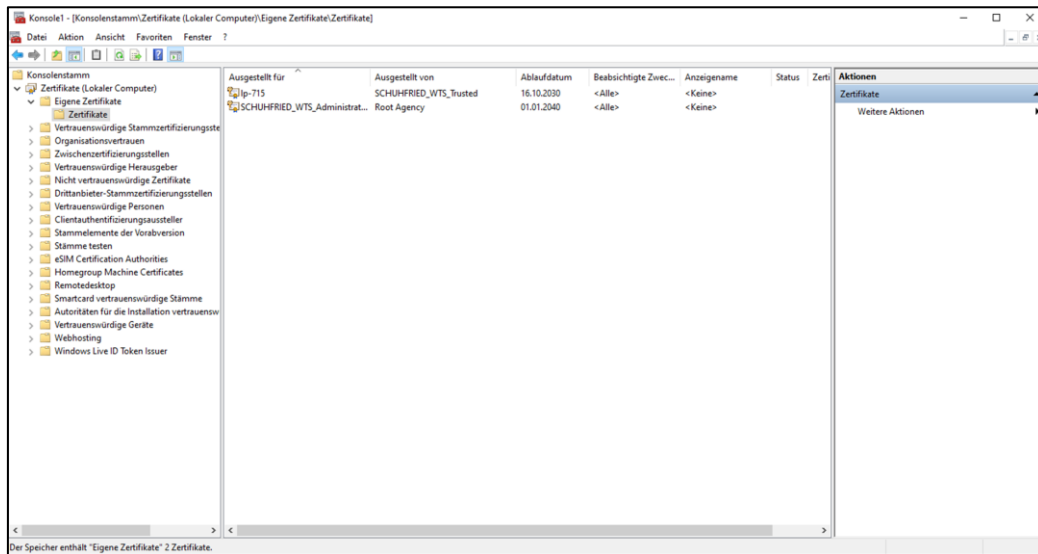 Konsole1 - [Konsolenstamm\Zertifikate (Lokaler Computer)\Eigene Zertifikate\Zertifikate]
Datei Aktion Ansicht Favoriten Fenster ?
Konsolenstamm
Zertifikate (Lokaler Computer)
Eigene Zertifikate
Zertifikate
Vertrauenswürdige Stammzertifizierungsste
Organisationsvertrauen
Zwischenzertifizierungsstellen
Vertrauenswürdige Herausgeber
Nicht vertrauenswürdige Zertifikate
Drittanbieter-Stammzertifizierungsstellen
Vertrauenswürdige Personen
Clientauthentifizierungsaussteller
Stammelemente der Vorabversion
Stämme testen
eSIM Certification Authorities
Homegroup Machine Certificates
Remotedesktop
Smartcard vertrauenswürdige Stämme
Autoritäten für die Installation vertrauensw
Vertrauenswürdige Geräte
Webhosting
Windows Live ID Token Issuer
Ausgestellt für Ausgestellt von Ablaufdatum Beabsichtigte Zwec... Anzeigename Status Zerti
lp-715 SCHUHFRIED_WTS_Trusted 16.10.2030 <Alle> <Keine>
SCHUHFRIED_WTS_Administrat... Root Agency 01.01.2040 <Alle> <Keine>
Aktionen
Zertifikate
Weitere Aktionen
Der Speicher enthält "Eigene Zertifikate" 2 Zertifikate.